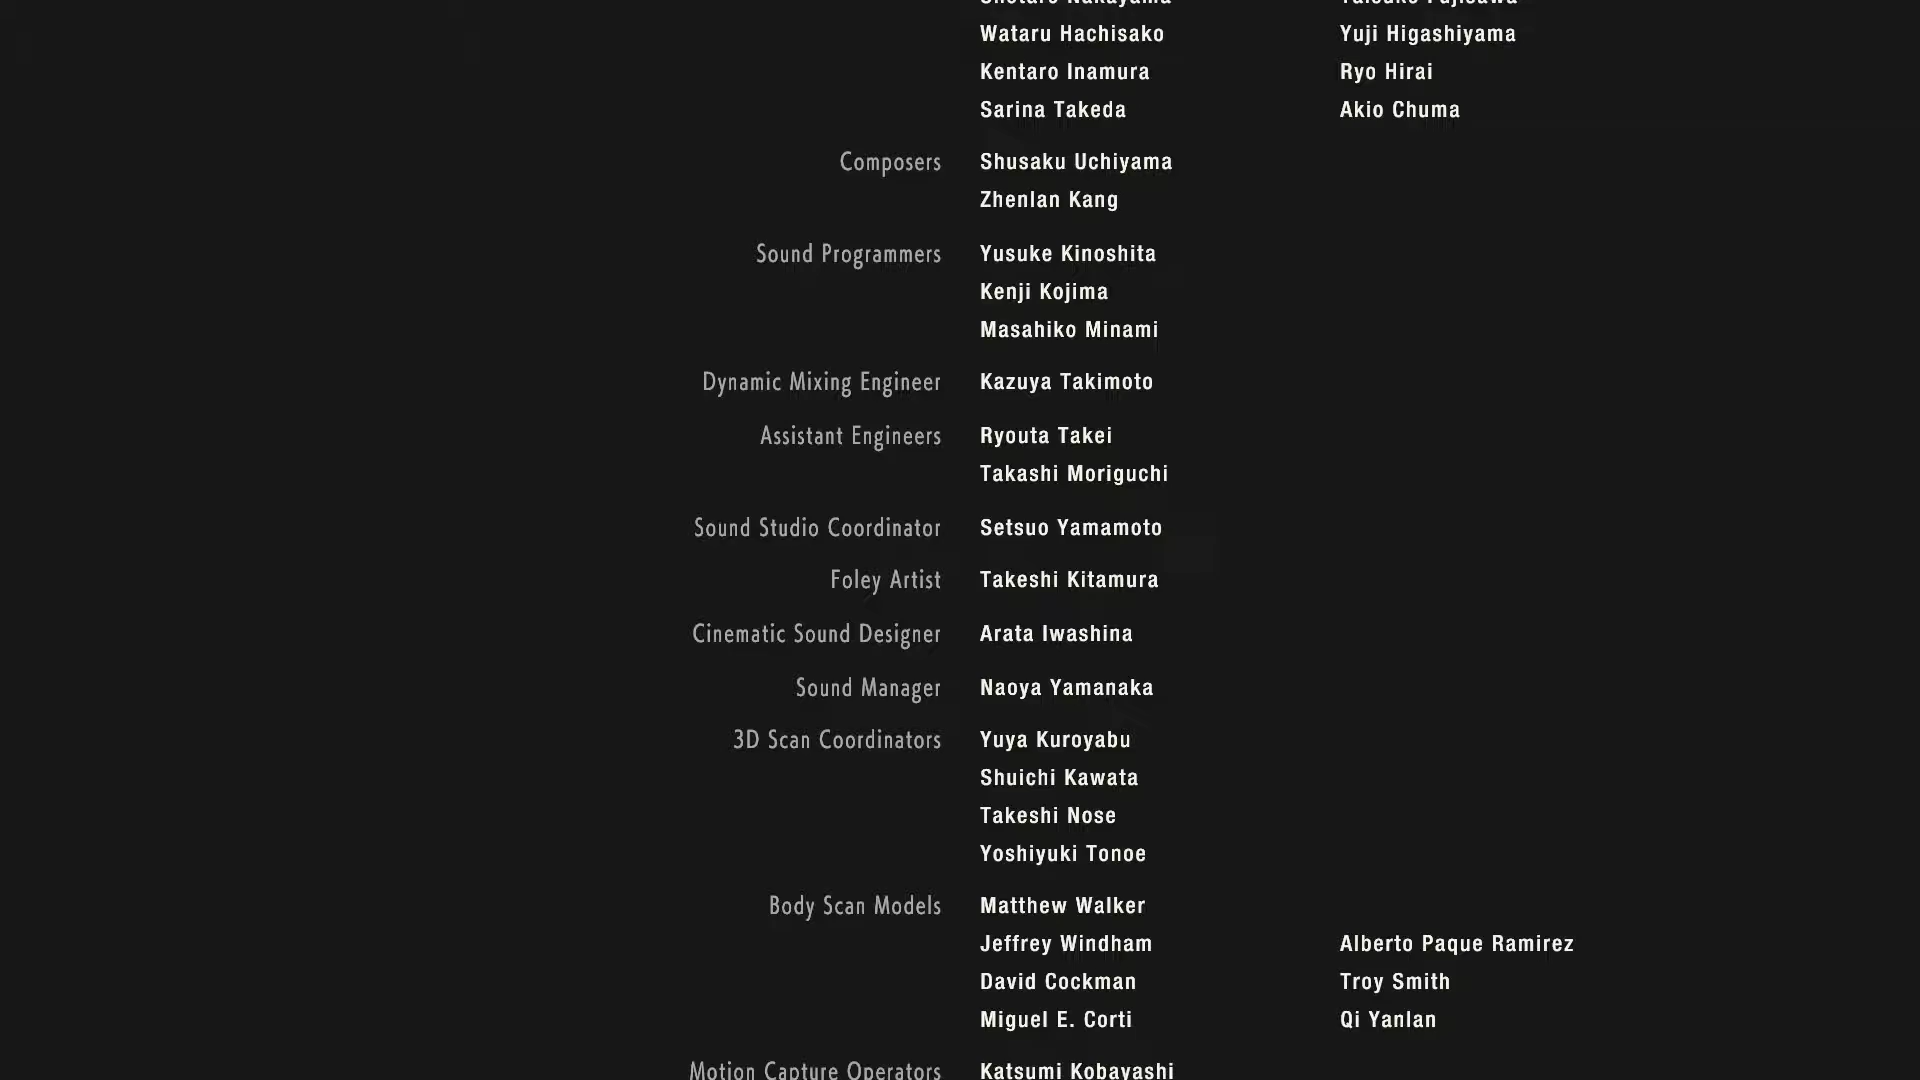 Wataru Hachisako Yuji Higashiyama
Kentaro Inamura Ryo Hirai
Sarina Takeda Akio Chuma
Composers Shusaku Uchiyama
Zhenlan Kang
Sound Programmers Yusuke Kinoshita
Kenji Kojima
Masahiko Minami
Dynamic Mixing Engineer Kazuya Takimoto
Assistant Engineers Ryouta Takei
Takashi Moriguchi
Sound Studio Coordinator Setsuo Yamamoto
Foley Artist Takeshi Kitamura
Cinematic Sound Designer Arata Iwashina
Sound Manager Naoya Yamanaka
3D Scan Coordinators Yuya Kuroyabu
Shuichi Kawata
Takeshi Nose
Yoshiyuki Tonoe
Body Scan Models Matthew Walker
Jeffrey Windham Alberto Paque Ramirez
David Cockman Troy Smith
Miguel E. Corti Qi Yanlan
Motion Capture Operators Katsumi Kobayashi